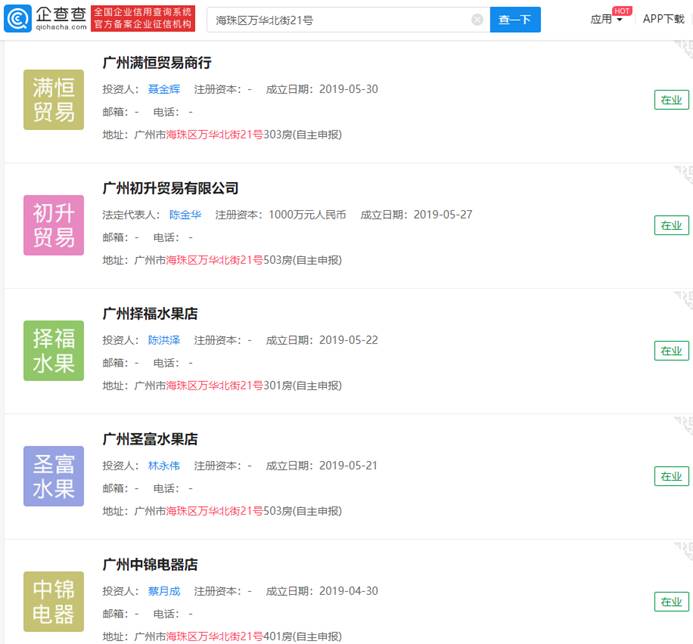 企查查
qichacha.com
全国企业信用查询系统
官方备案企业征信机构
海珠区万华北街21号
查一下
应用
HOT
APP下载
满恒
贸易
广州满恒贸易商行
投资人： 聂金辉 注册资本：- 成立日期：2019-05-30
邮箱：- 电话：-
地址：广州市海珠区万华北街21号303房(自主申报)
在业
初升
贸易
广州初升贸易有限公司
法定代表人： 陈金华 注册资本：1000万元人民币 成立日期：2019-05-27
邮箱：- 电话：-
地址：广州市海珠区万华北街21号503房(自主申报)
在业
择福
水果
广州择福水果店
投资人： 陈洪泽 注册资本：- 成立日期：2019-05-22
邮箱：- 电话：-
地址：广州市海珠区万华北街21号301房(自主申报)
在业
圣富
水果
广州圣富水果店
投资人： 林永伟 注册资本：- 成立日期：2019-05-21
邮箱：- 电话：-
地址：广州市海珠区万华北街21号503房(自主申报)
在业
中锦
电器
广州中锦电器店
投资人： 蔡月成 注册资本：- 成立日期：2019-04-30
邮箱：- 电话：-
地址：广州市海珠区万华北街21号401房(自主申报)
在业